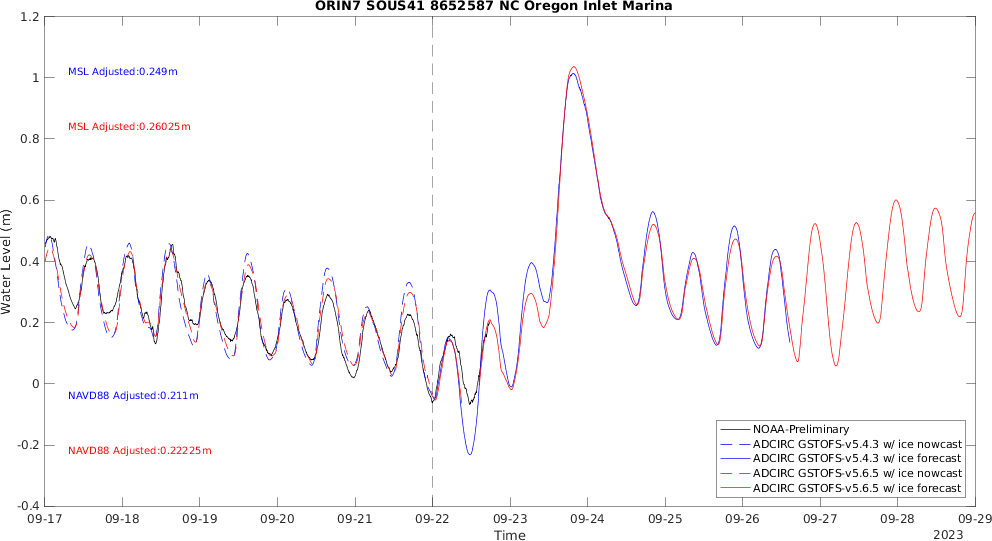 ORIN7 SOUS41 8652587 NC Oregon Inlet Marina
1.2
1
0.8
0.6
0.4
0.2
0
-0.2
-0.4
Water Level (m)
MSL Adjusted:0.249m
MSL Adjusted:0.26025m
NAVD88 Adjusted:0.211m
NAVD88 Adjusted:0.22225m
NOAA-Preliminary
ADCIRC GSTOFS-v5.4.3 w/ ice nowcast
ADCIRC GSTOFS-v5.4.3 w/ ice forecast
ADCIRC GSTOFS-v5.6.5 w/ ice nowcast
ADCIRC GSTOFS-v5.6.5 w/ ice forecast
09-17 09-18 09-19 09-20 09-21 09-22 09-23 09-24 09-25 09-26 09-27 09-28 09-29
Time
2023